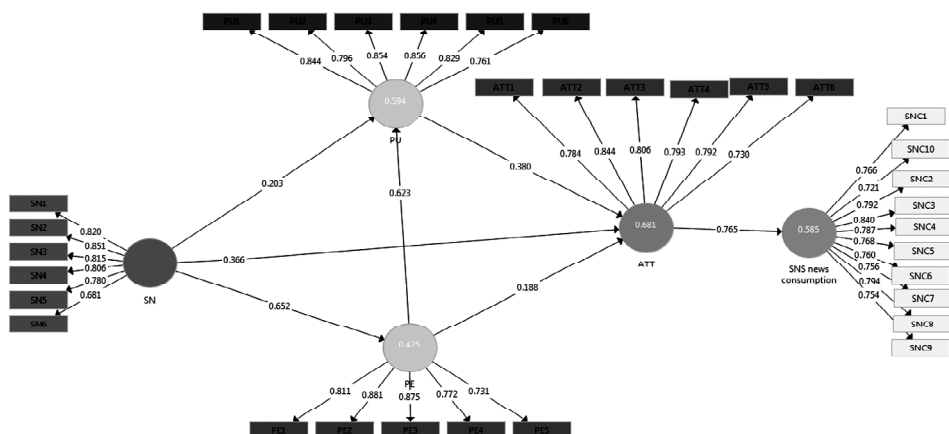 PU1 PU2 PU3 PU4 PU5 PU6
0.844 0.796 0.854 0.856 0.829 0.761
0.594
PU
ATT1 ATT2 ATT3 ATT4 ATT5 ATT6
0.784 0.844 0.806 0.793 0.792 0.730
SNC1
SNC10
SNC2
SNC3
SNC4
SNC5
SNC6
SNC7
SNC8
SNC9
0.766
0.721
0.792
0.840
0.787
0.768
0.760
0.756
0.794
0.754
0.203
0.623
0.380
SN1
SN2
SN3
SN4
SN5
SN6
0.820
0.851
0.815
0.806
0.780
0.681
SN
0.366
0.652
0.188
0.681
ATT
0.765
0.585
SNS news
consumption
0.425
PE
0.811 0.881 0.875 0.772 0.731
PE1 PE2 PE3 PE4 PE5